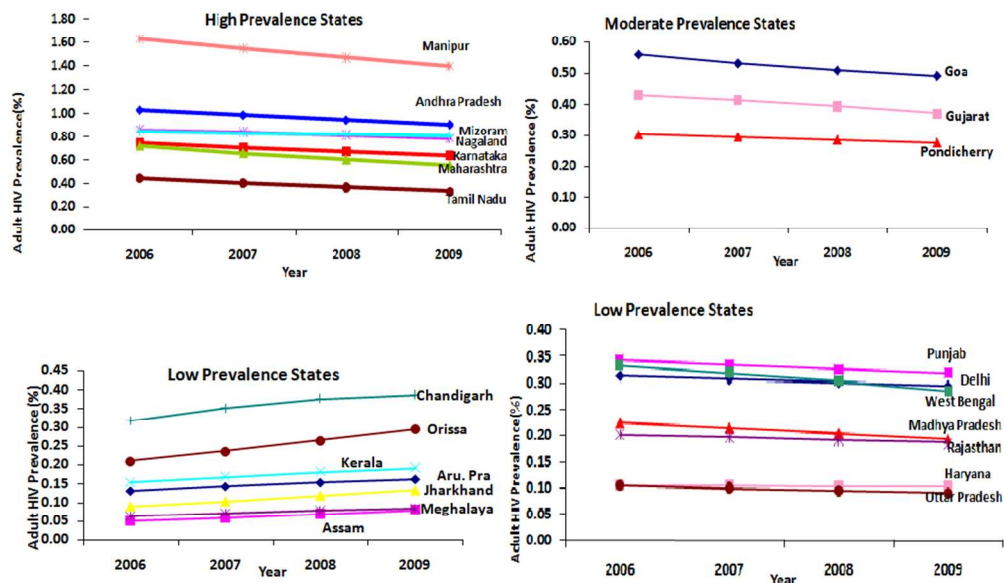 High Prevalence States
Adult HIV Prevalence(%)
1.80
1.60
1.40
1.20
1.00
0.80
0.60
0.40
0.20
0.00
Manipur
Andhra Pradesh
Mizoram
Nagaland
Karnataka
Maharashtra
Tamil Nadu
2006 2007 2008 2009
Year
Moderate Prevalence States
Adult HIV Prevalence (%)
0.60
0.50
0.40
0.30
0.20
0.10
0.00
Goa
Gujarat
Pondicherry
2006 2007 2008 2009
Year
Low Prevalence States
Adult HIV Prevalence (%)
0.45
0.40
0.35
0.30
0.25
0.20
0.15
0.10
0.05
0.00
Chandigarh
Orissa
Kerala
Aru. Pra
Jharkhand
Meghalaya
Assam
2006 2007 2008 2009
Year
Low Prevalence States
Adult HIV Prevalance(%)
0.40
0.35
0.30
0.25
0.20
0.15
0.10
0.05
0.00
Punjab
Delhi
West Bengal
Madhya Pradesh
Rajasthan
Haryana
Utter Pradesh
2006 2007 2008 2009
Year